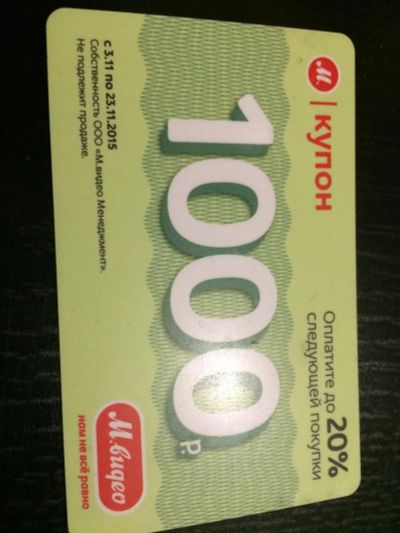 М. | купон
Оплатите до 20%
следующей покупки
1000 р.
с 3.11 по 23.11.2015
Собственность ООО «М.видео Менеджмент».
Не подлежит продаже.
М.видео
нам не всё равно